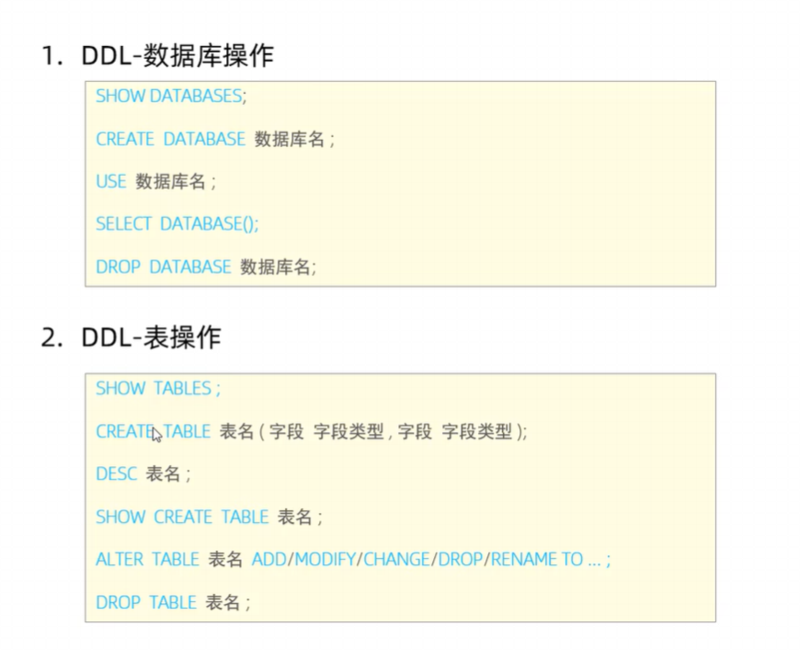 1. DDL-数据库操作
SHOW DATABASES;
CREATE DATABASE 数据库名 ;
USE 数据库名 ;
SELECT DATABASE();
DROP DATABASE 数据库名;
2. DDL-表操作
SHOW TABLES ;
CREATE TABLE 表名 ( 字段 字段类型 , 字段 字段类型 );
DESC 表名 ;
SHOW CREATE TABLE 表名 ;
ALTER TABLE 表名 ADD/MODIFY/CHANGE/DROP/RENAME TO ... ;
DROP TABLE 表名 ;